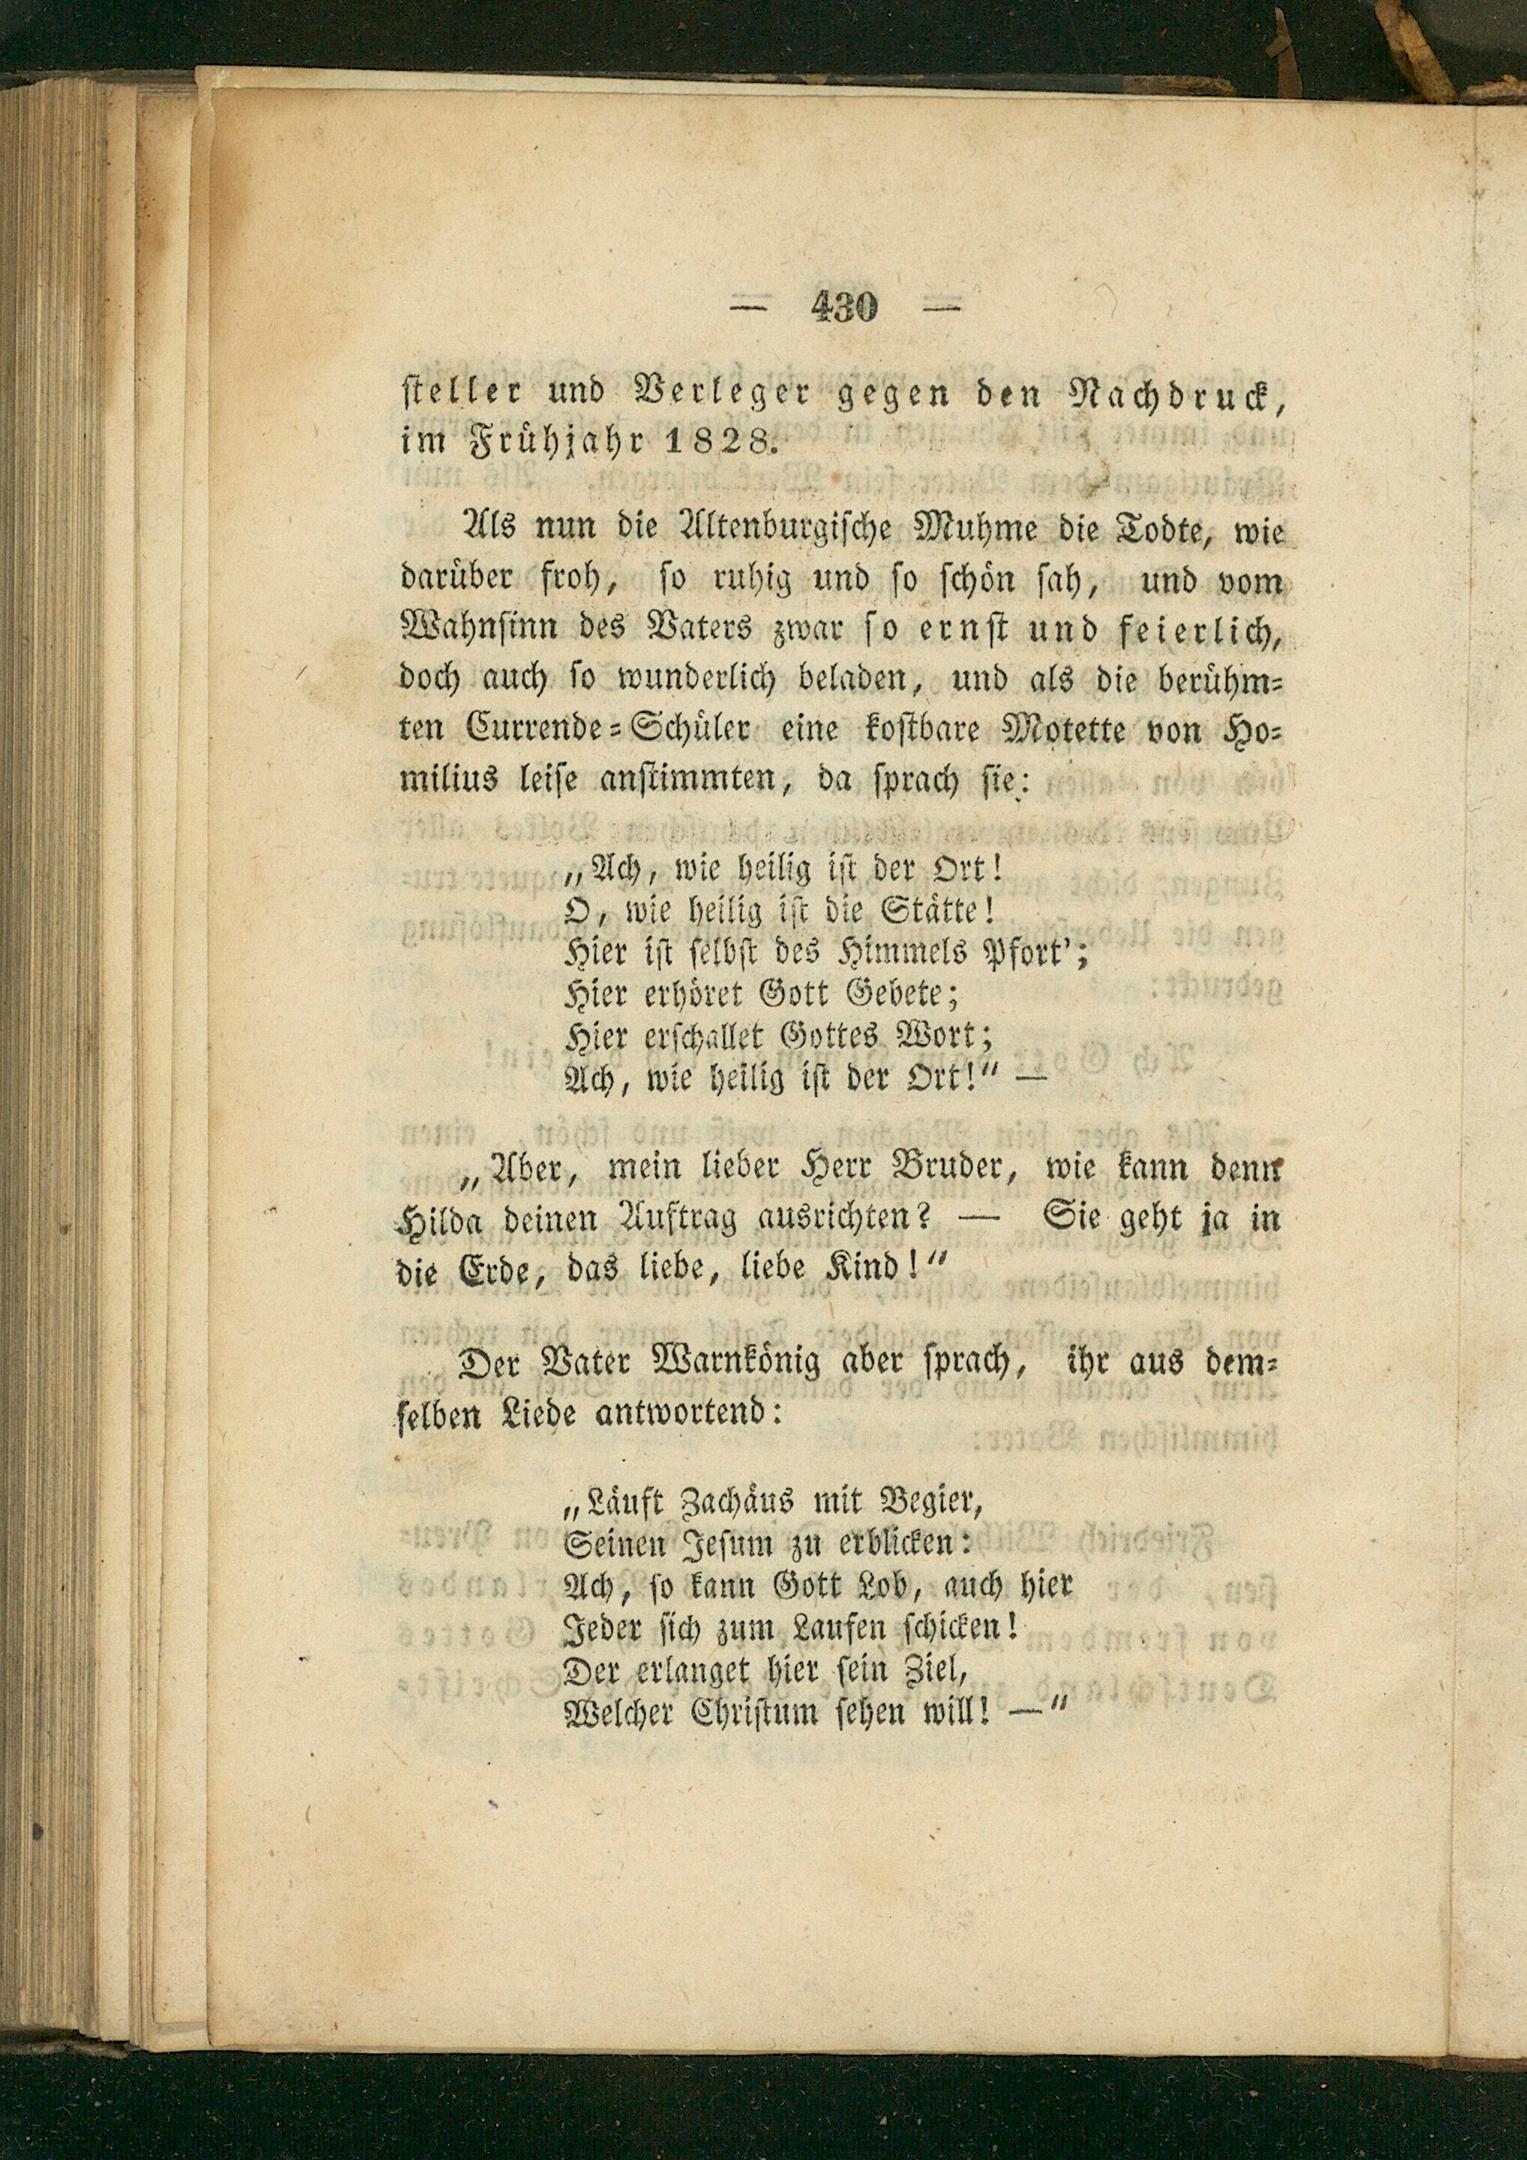 — 430 —
steller und Verleger gegen den Nachdruck,
im Frühjahr 1828.
Als nun die Altenburgische Muhme die Todte, wie
darüber froh, so ruhig und so schön sah, und vom
Wahnsinn des Vaters zwar so ernst und feierlich,
doch auch so wunderlich beladen, und als die berühm-
ten Currende-Schüler eine kostbare Motette von Ho-
milius leise anstimmten, da sprach sie:
„Ach, wie heilig ist der Ort!
O, wie heilig ist die Stätte!
Hier ist selbst des Himmels Pfort';
Hier erhöret Gott Gebete;
Hier erschallet Gottes Wort;
Ach, wie heilig ist der Ort!“ —
„Aber, mein lieber Herr Bruder, wie kann denn
Hilda deinen Auftrag ausrichten? — Sie geht ja in
die Erde, das liebe, liebe Kind!“
Der Vater Warnkönig aber sprach, ihr aus dem-
selben Liede antwortend:
„Läuft Zachäus mit Begier,
Seinen Jesum zu erblicken:
Ach, so kann Gott Lob, auch hier
Jeder sich zum Laufen schicken!
Der erlanget hier sein Ziel,
Welcher Christum sehen will! —“